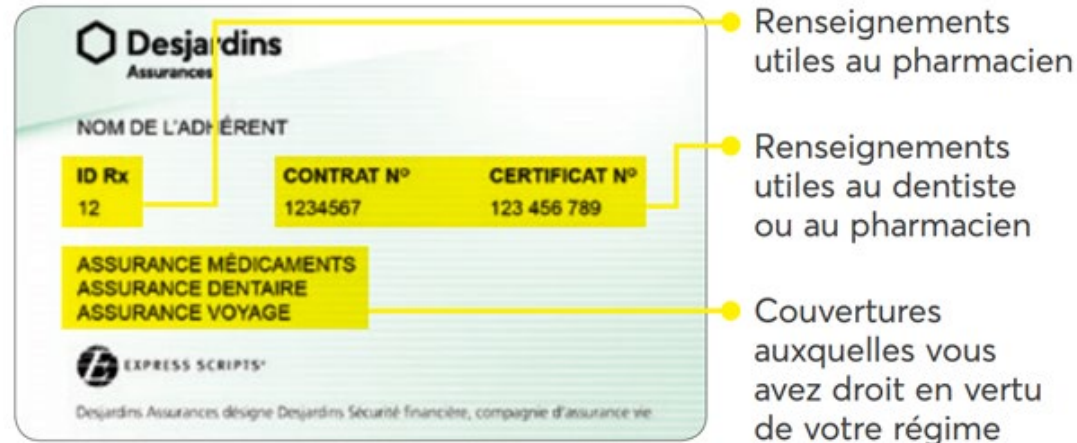 Desjardins
Assurances
NOM DE L'ADHÉRENT
ID Rx
12
CONTRAT Nº
1234567
CERTIFICAT Nº
123 456 789
ASSURANCE MÉDICAMENTS
ASSURANCE DENTAIRE
ASSURANCE VOYAGE
EXPRESS SCRIPTS®
Desjardins Assurances désigne Desjardins Sécurité financière, compagnie d'assurance vie
Renseignements
utiles au pharmacien
Renseignements
utiles au dentiste
ou au pharmacien
Couvertures
auxquelles vous
avez droit en vertu
de votre régime